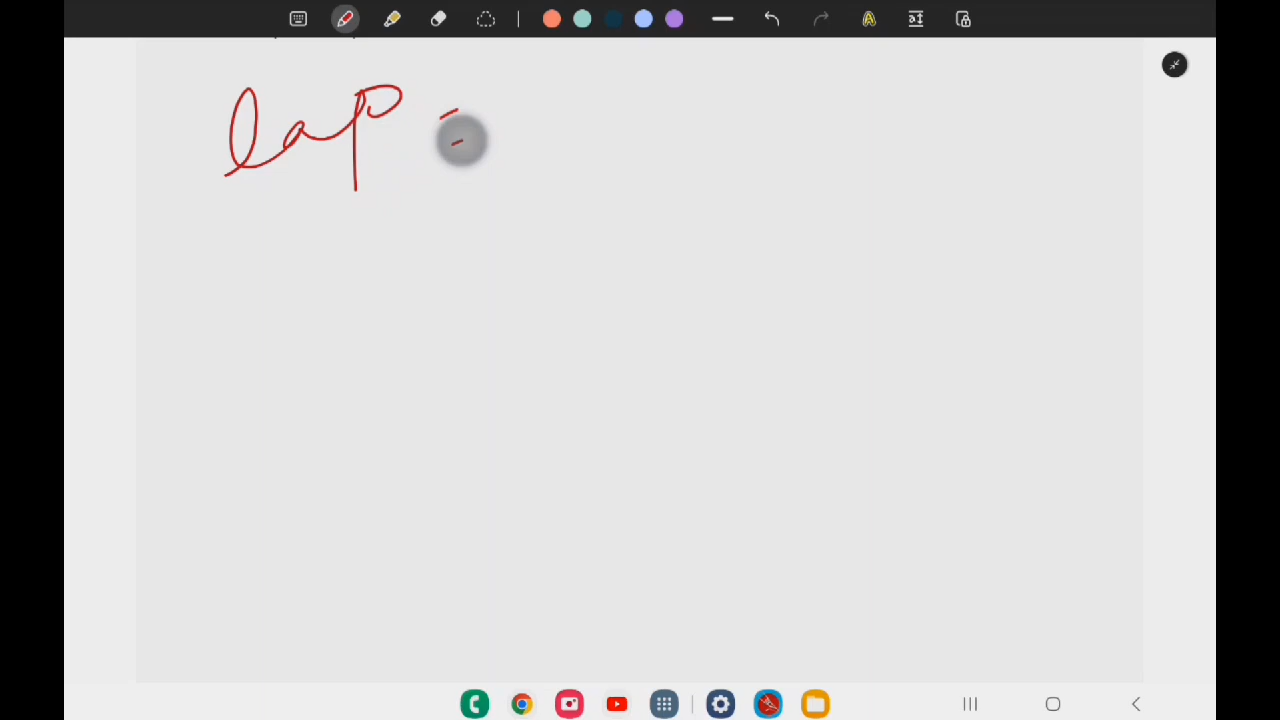 lap =